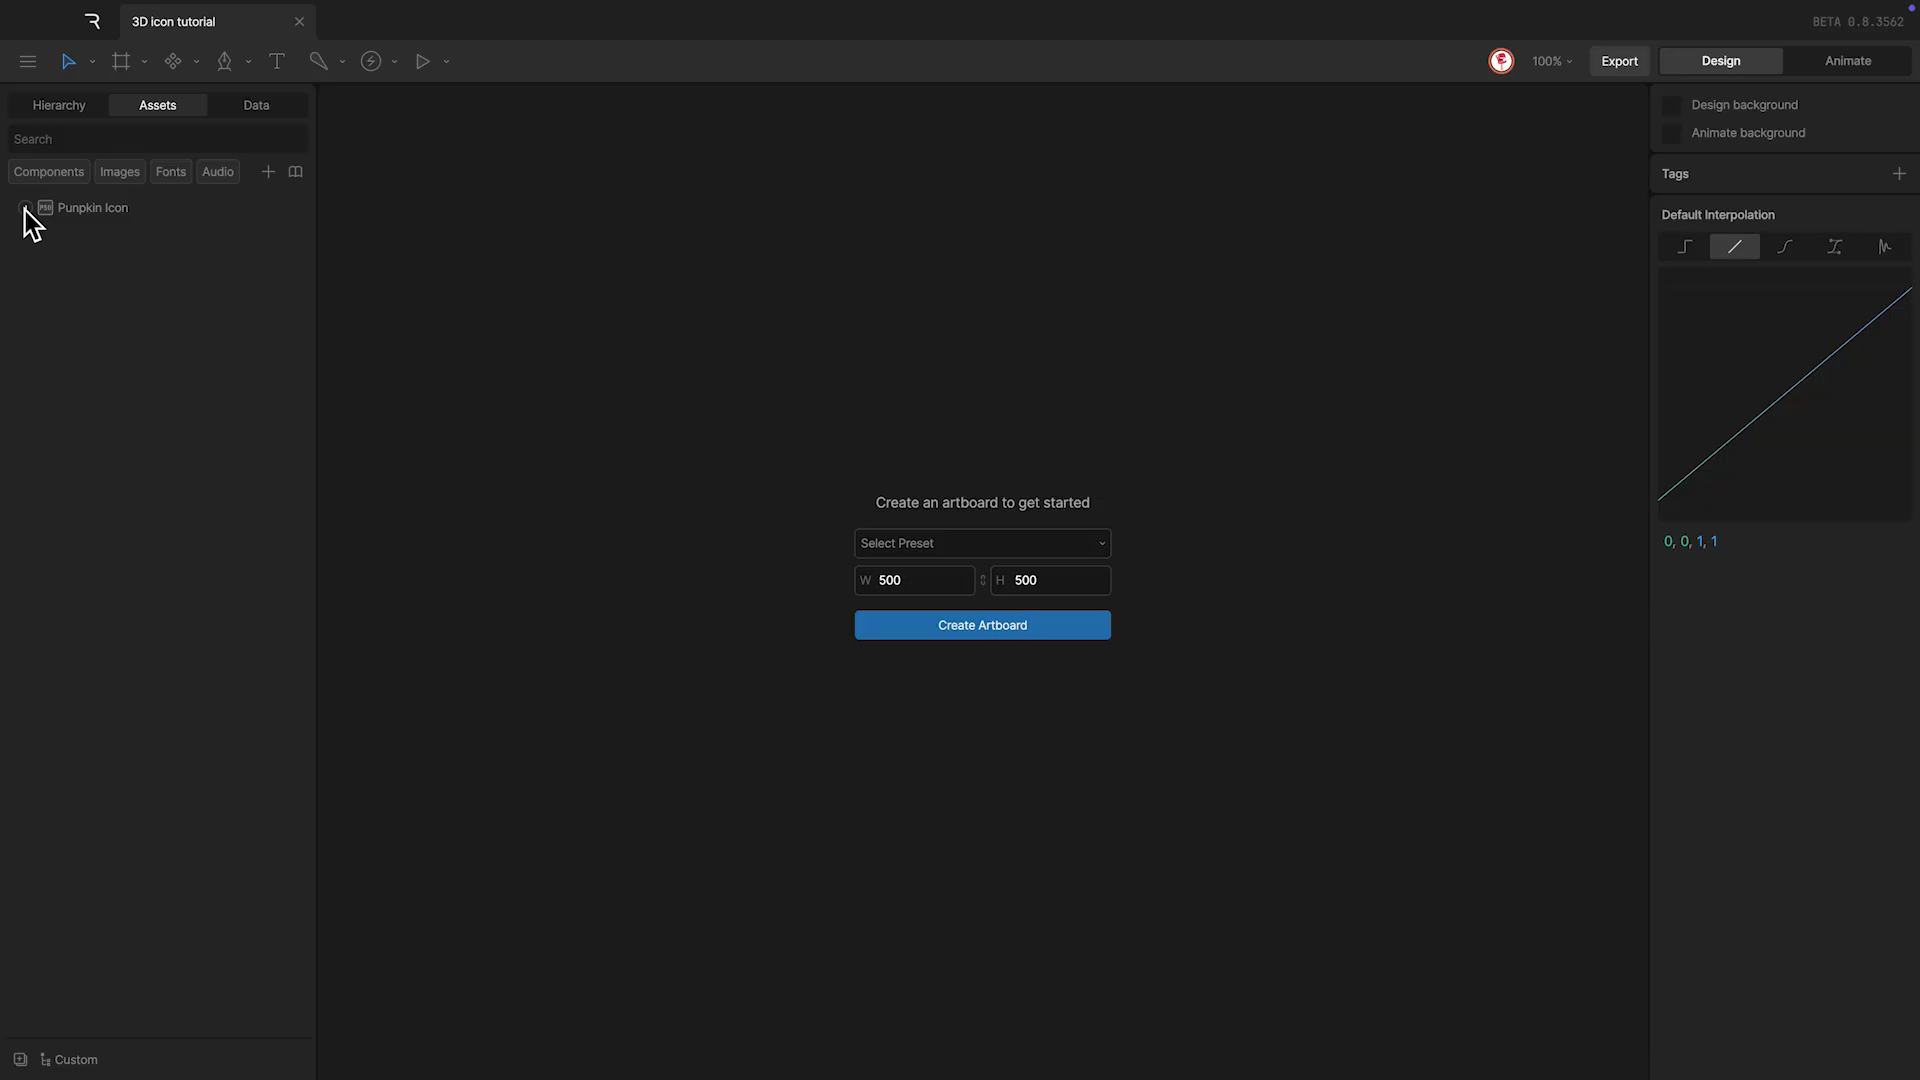 3D icon tutorial
BETA 0.8.3562
100%
Export
Design
Animate
Hierarchy
Assets
Data
Search
Components
Images
Fonts
Audio
PSD
Punpkin Icon
Create an artboard to get started
Select Preset
W 500
H 500
Create Artboard
Design background
Animate background
Tags
Default Interpolation
0, 0, 1, 1
Custom